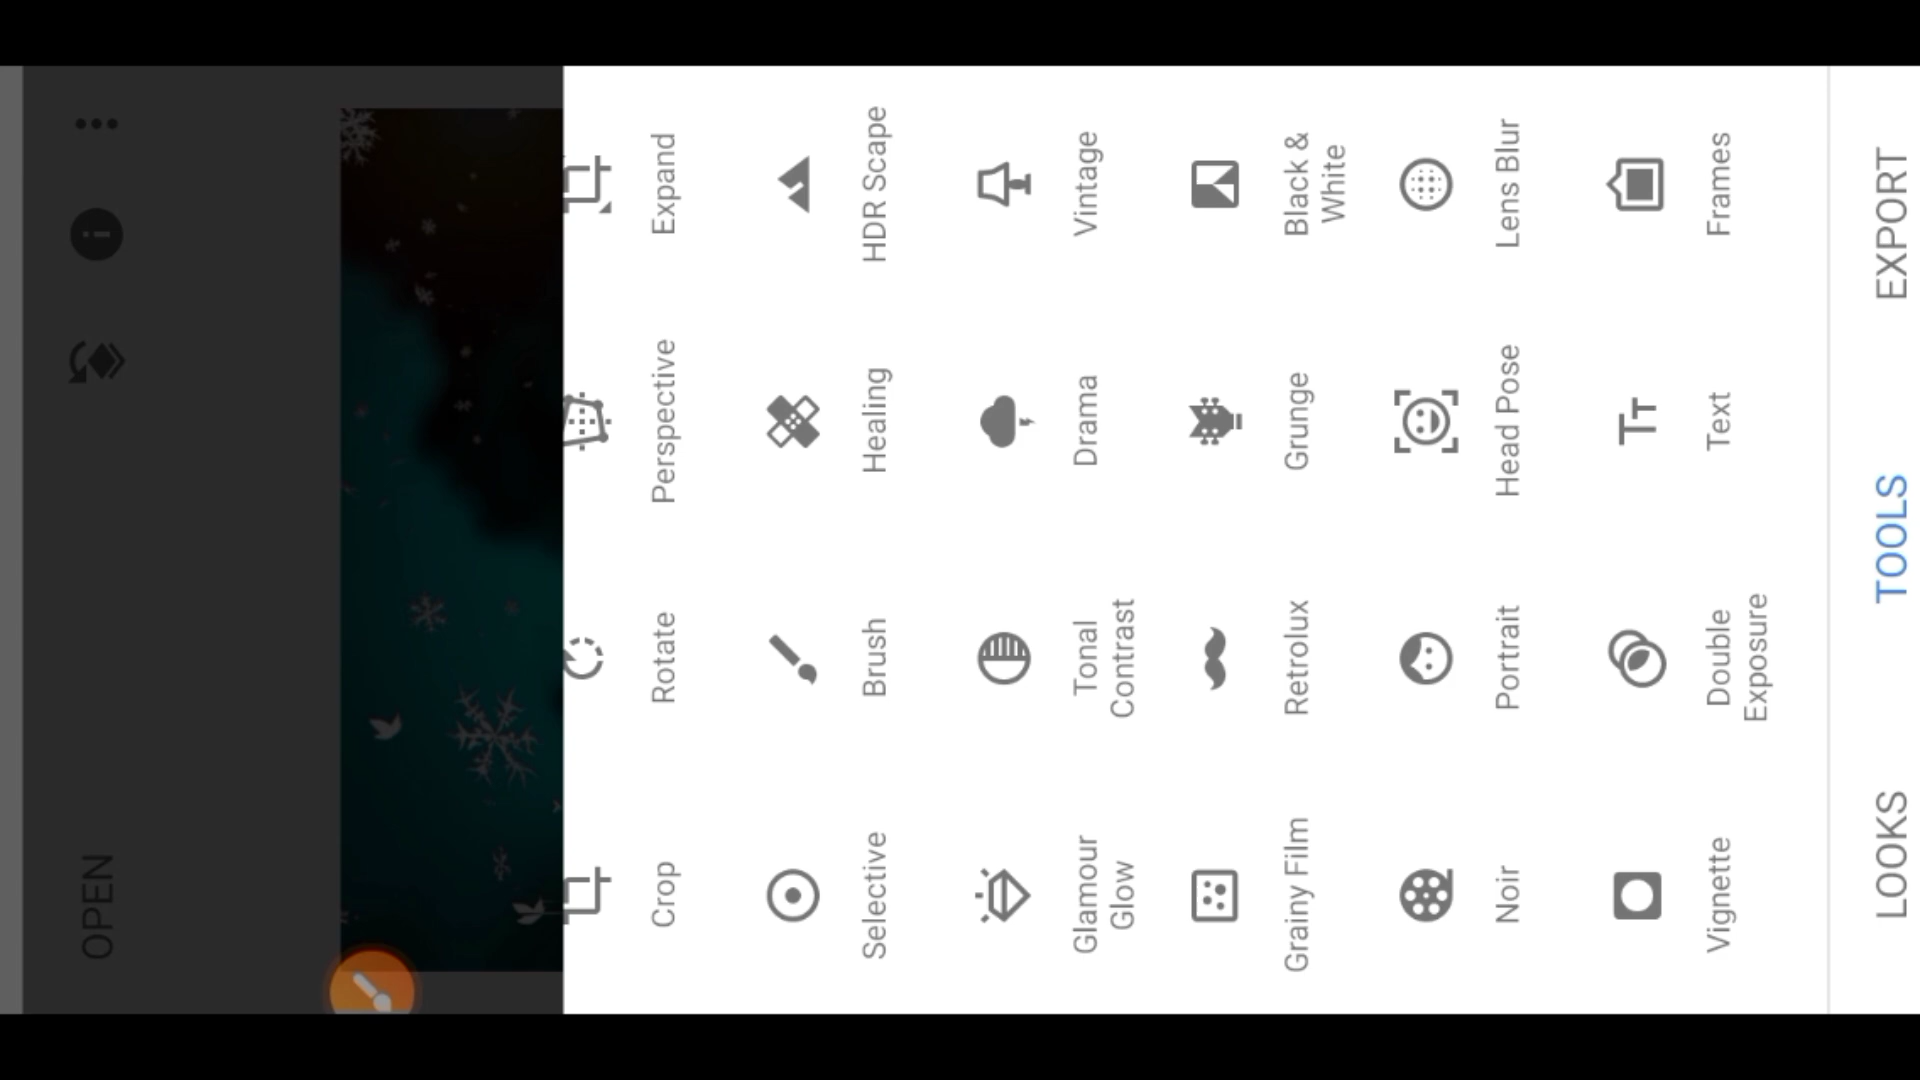 OPEN
Crop
Rotate
Perspective
Expand
Selective
Brush
Healing
HDR Scape
Glamour
Glow
Tonal
Contrast
Drama
Vintage
Grainy Film
Retrolux
Grunge
Black &
White
Noir
Portrait
Head Pose
Lens Blur
Vignette
Double
Exposure
Text
Frames
LOOKS
TOOLS
EXPORT